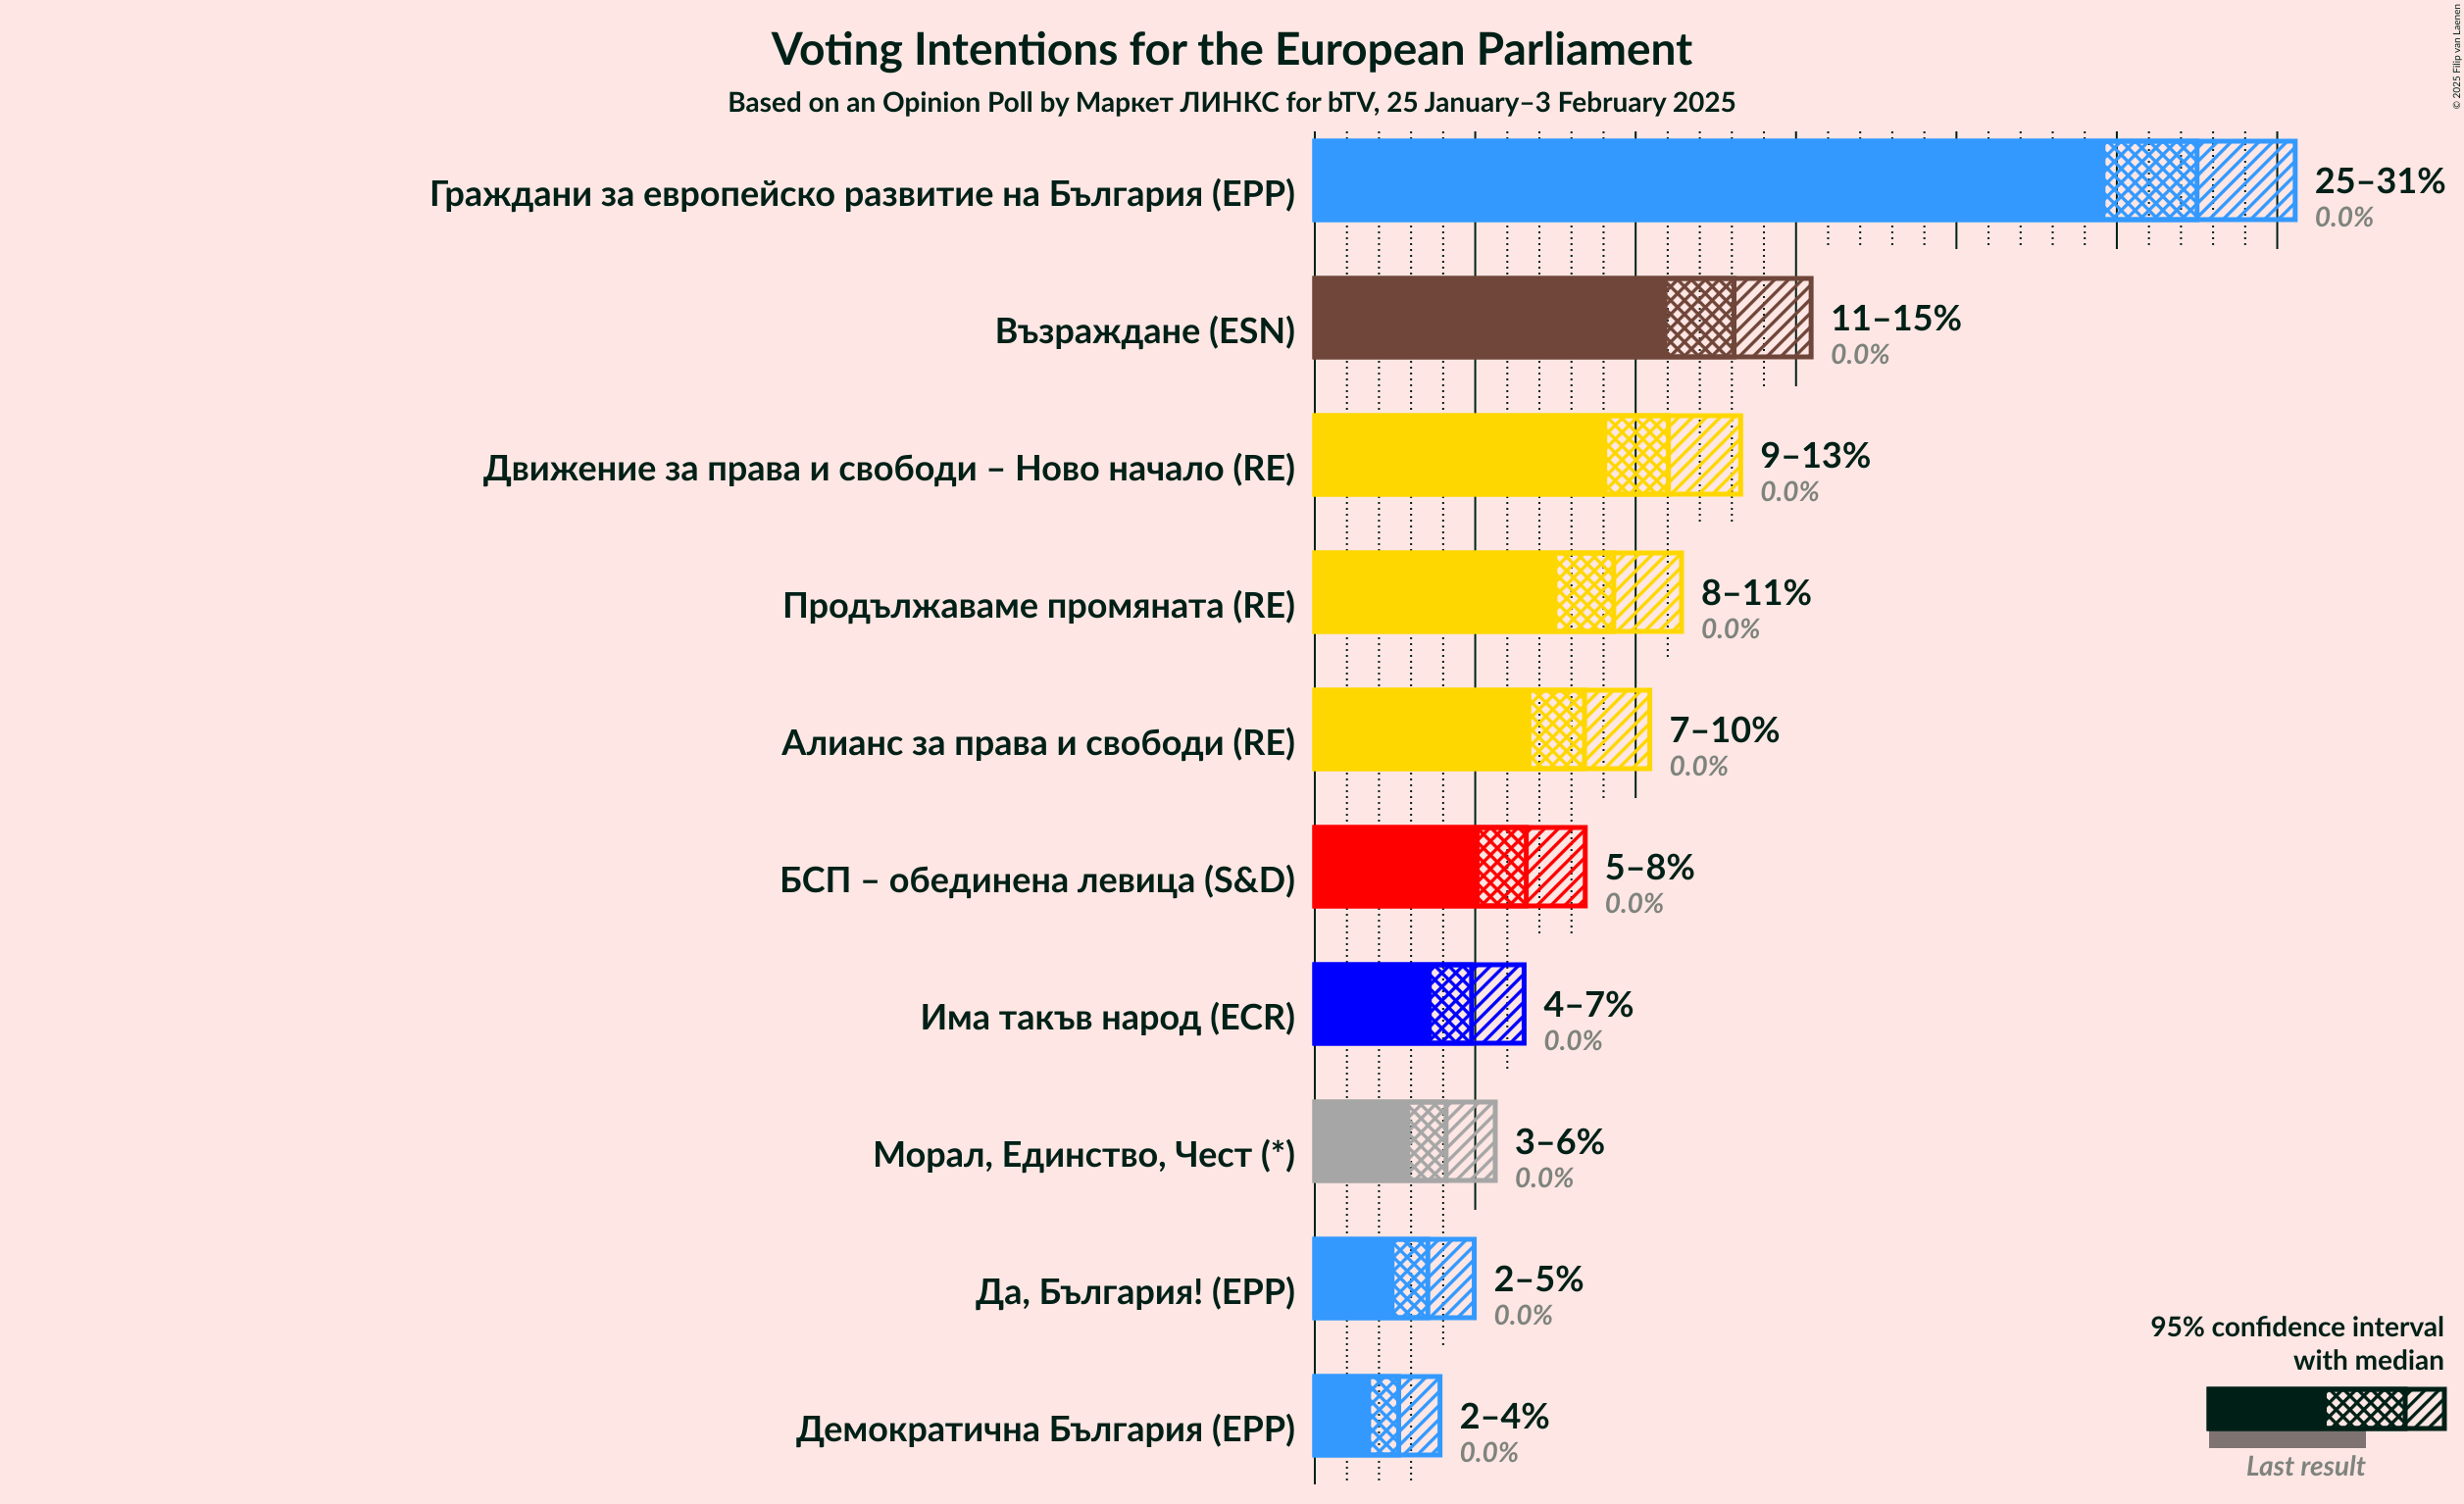 Voting Intentions for the European Parliament
Based on an Opinion Poll by Маркет ЛИНКС for bTV, 25 January–3 February 2025
© 2025 Filip van Laenen
Граждани за европейско развитие на България (EPP)
25–31%
0.0%
Възраждане (ESN)
11–15%
0.0%
Движение за права и свободи – Ново начало (RE)
9–13%
0.0%
Продължаваме промяната (RE)
8–11%
0.0%
Алианс за права и свободи (RE)
7–10%
0.0%
БСП – обединена левица (S&D)
5–8%
0.0%
Има такъв народ (ECR)
4–7%
0.0%
Морал, Единство, Чест (*)
3–6%
0.0%
Да, България! (EPP)
2–5%
0.0%
Демократична България (EPP)
2–4%
0.0%
95% confidence interval
with median
Last result